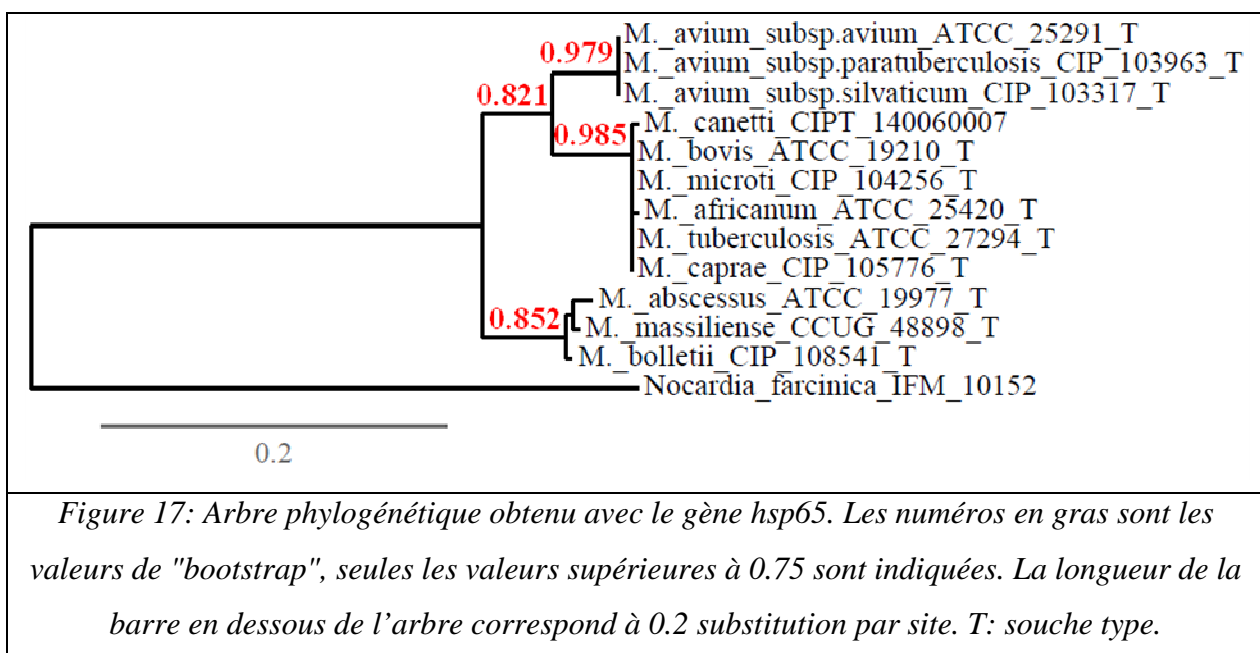 M._avium_subsp.avium_ATCC_25291_T
0.979
M._avium_subsp.paratuberculosis_CIP_103963_T
0.821
M._avium_subsp.silvaticum_CIP_103317_T
M._canetti_CIPT_140060007
0.985
M._bovis_ATCC_19210_T
M._microti_CIP_104256_T
M._africanum_ATCC_25420_T
M._tuberculosis_ATCC_27294_T
M._caprae_CIP_105776_T
M._abscessus_ATCC_19977_T
0.852
M._massiliense_CCUG_48898_T
M._bolletii_CIP_108541_T
Nocardia_farcinica_IFM_10152
0.2
Figure 17: Arbre phylogénétique obtenu avec le gène hsp65. Les numéros en gras sont les
valeurs de "bootstrap", seules les valeurs supérieures à 0.75 sont indiquées. La longueur de la
barre en dessous de l’arbre correspond à 0.2 substitution par site. T: souche type.